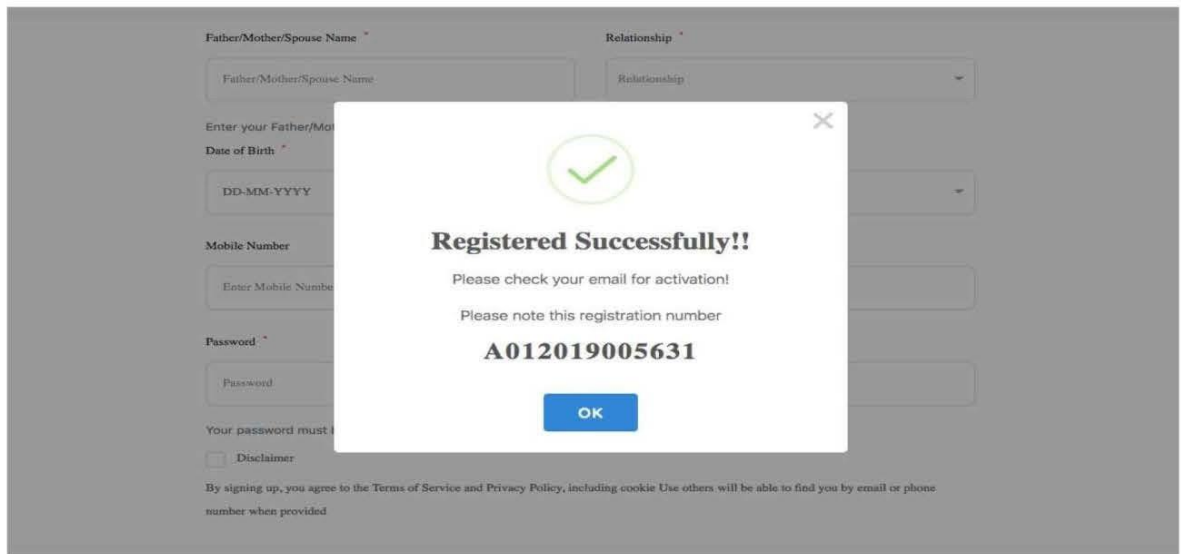 Father/Mother/Spouse Name *
Relationship *
Father/Mother/Spouse Name
Relationship
Enter your Father/Mot
Date of Birth *
DD-MM-YYYY
Registered Successfully!!
Mobile Number
Please check your email for activation!
Enter Mobile Numbe
Please note this registration number
Password *
A012019005631
Password
OK
Your password must
Disclaimer
By signing up, you agree to the Terms of Service and Privacy Policy, including cookie Use others will be able to find you by email or phone
number when provided